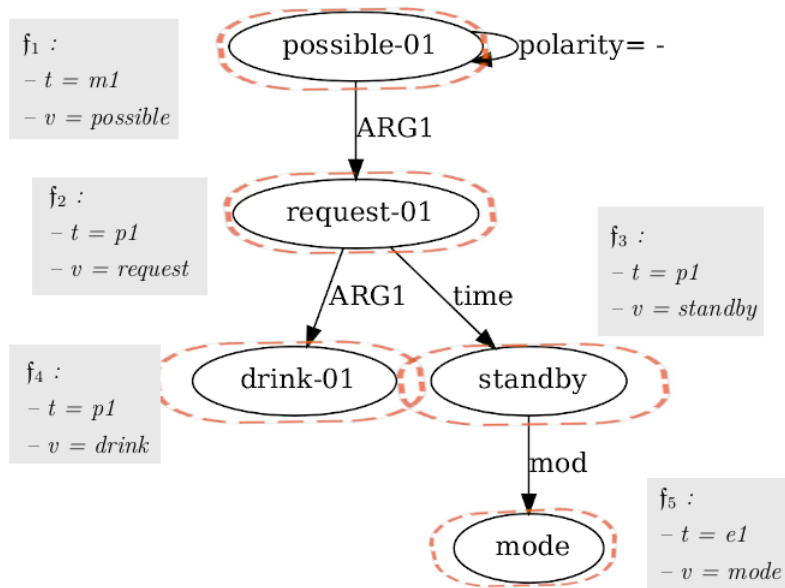 𝔣₁ :
– t = m1
– v = possible
possible-01
polarity= -
ARG1
𝔣₂ :
– t = p1
– v = request
request-01
𝔣₃ :
– t = p1
– v = standby
ARG1
time
𝔣₄ :
– t = p1
– v = drink
drink-01
standby
mod
𝔣₅ :
– t = e1
– v = mode
mode